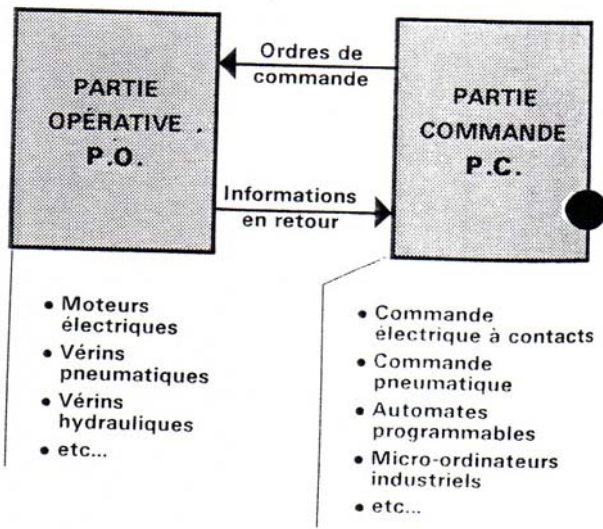 PARTIE
OPÉRATIVE.
P.O.
Ordres de
commande
Informations
en retour
PARTIE
COMMANDE
P.C.
• Moteurs
électriques
• Vérins
pneumatiques
• Vérins
hydrauliques
• etc...
• Commande
électrique à contacts
• Commande
pneumatique
• Automates
programmables
• Micro-ordinateurs
industriels
• etc...